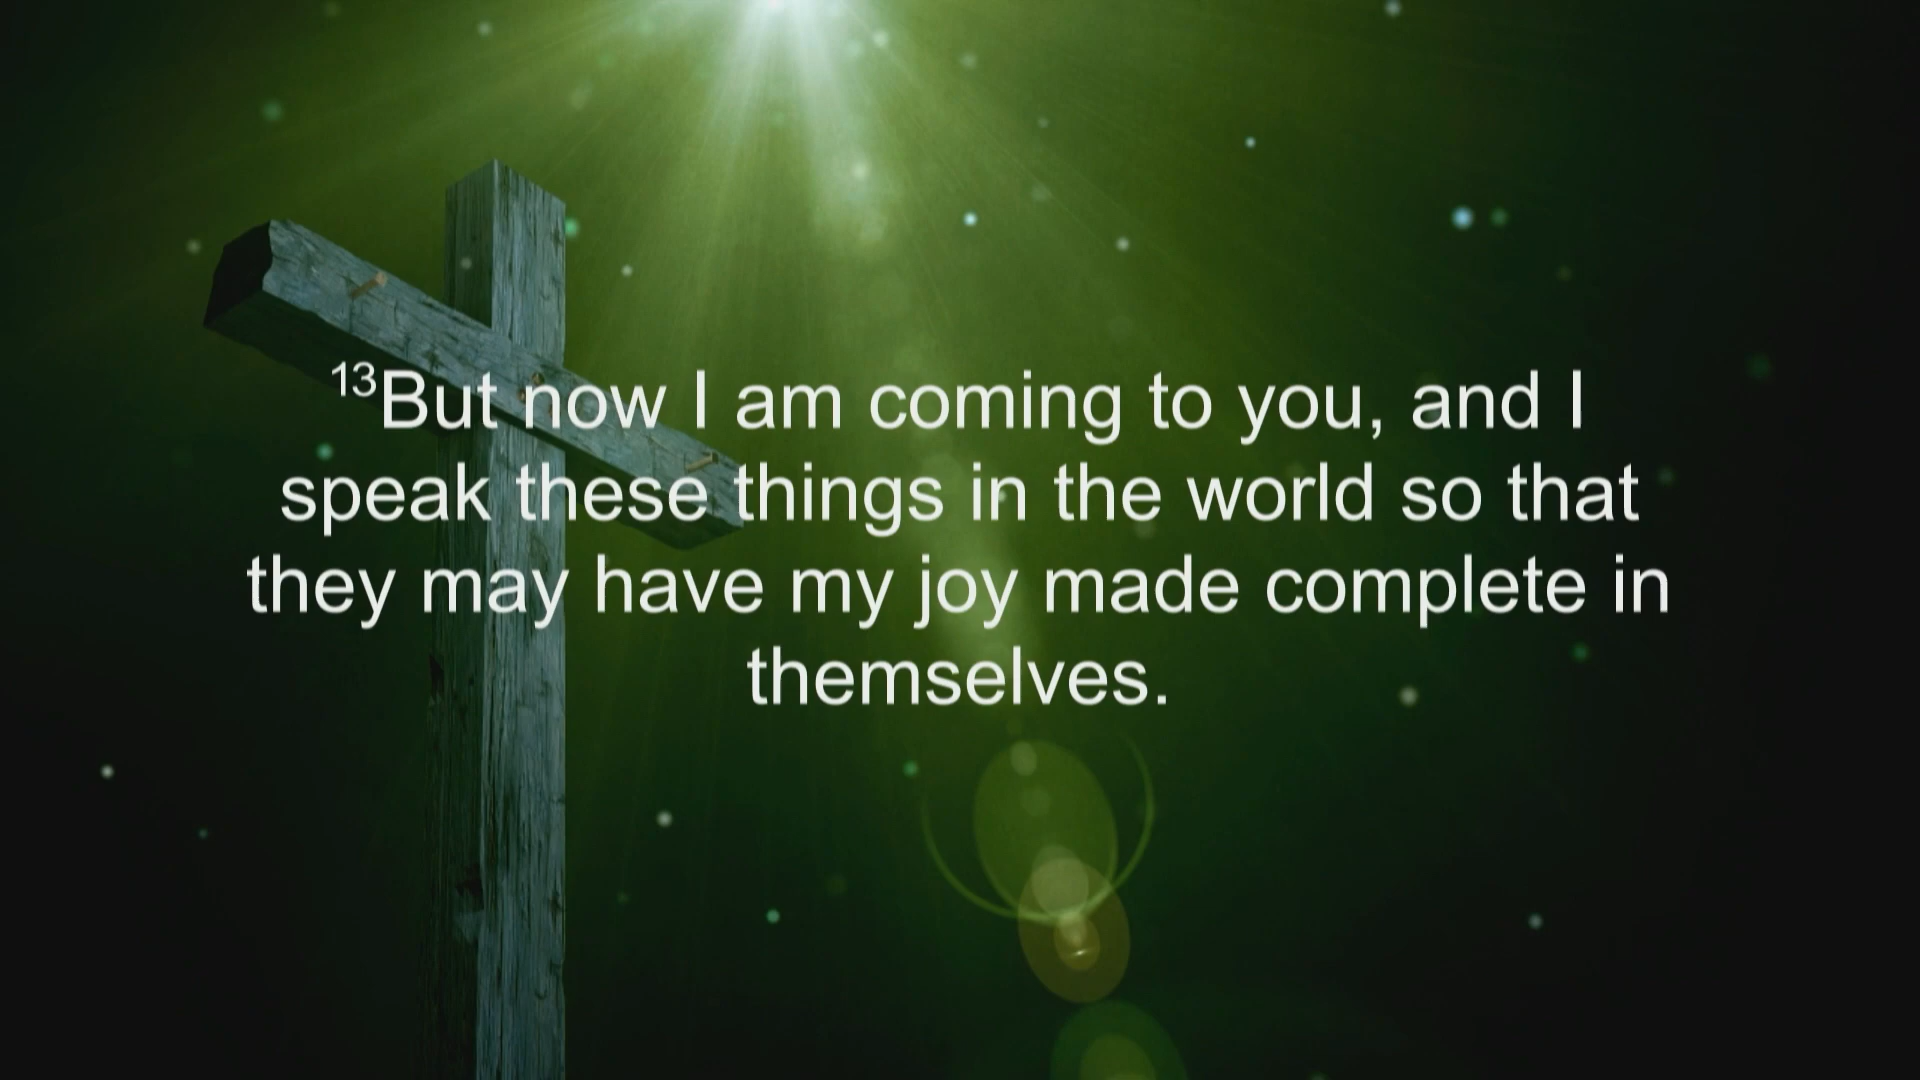 ¹³But now I am coming to you, and I
speak these things in the world so that
they may have my joy made complete in
themselves.